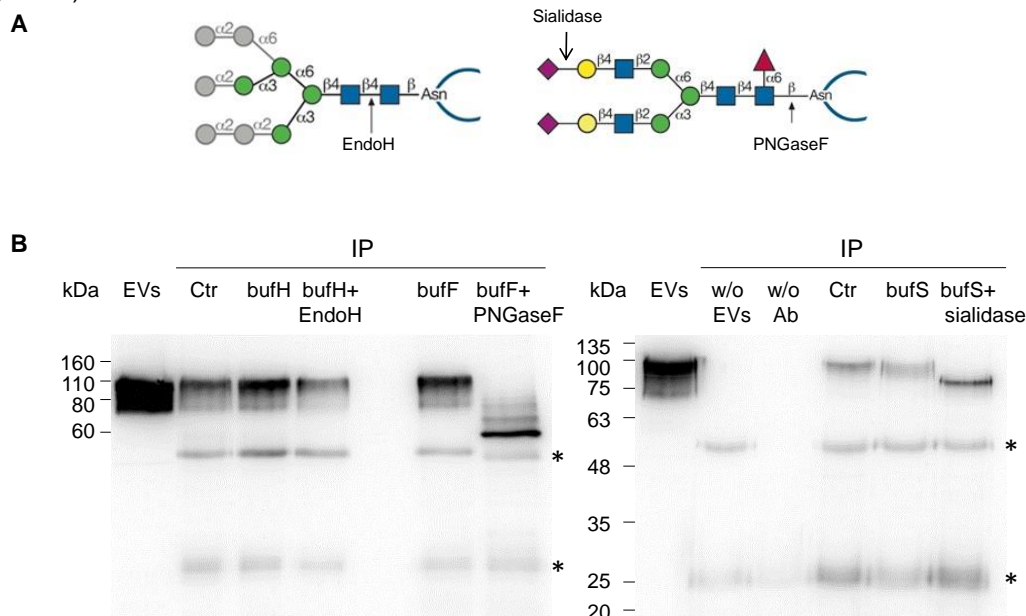 A
Sialidase
α2 α6
α2 α3 α6
β4 β4 β Asn
α2 α2 α3
EndoH
β4 β2 α6
β4 β4 α6 β Asn
β4 β2 α3
PNGaseF
B
IP
kDa EVs Ctr bufH bufH+ bufF bufF+
EndoH PNGaseF
160
110
80
60
*
*
IP
kDa EVs w/o w/o Ctr bufS bufS+
EVs Ab sialidase
135
100
75
63
48
35
25
20
*
*